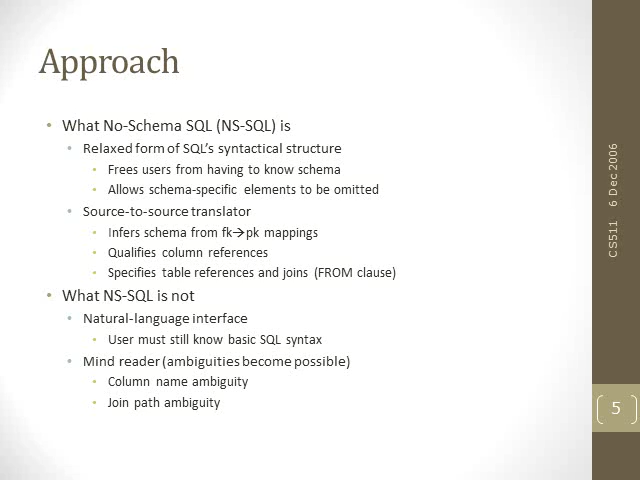 Approach
• What No-Schema SQL (NS-SQL) is
• Relaxed form of SQL's syntactical structure
• Frees users from having to know schema
• Allows schema-specific elements to be omitted
• Source-to-source translator
• Infers schema from fk→pk mappings
• Qualifies column references
• Specifies table references and joins (FROM clause)
• What NS-SQL is not
• Natural-language interface
• User must still know basic SQL syntax
• Mind reader (ambiguities become possible)
• Column name ambiguity
• Join path ambiguity
CS511 6 Dec 2006
5